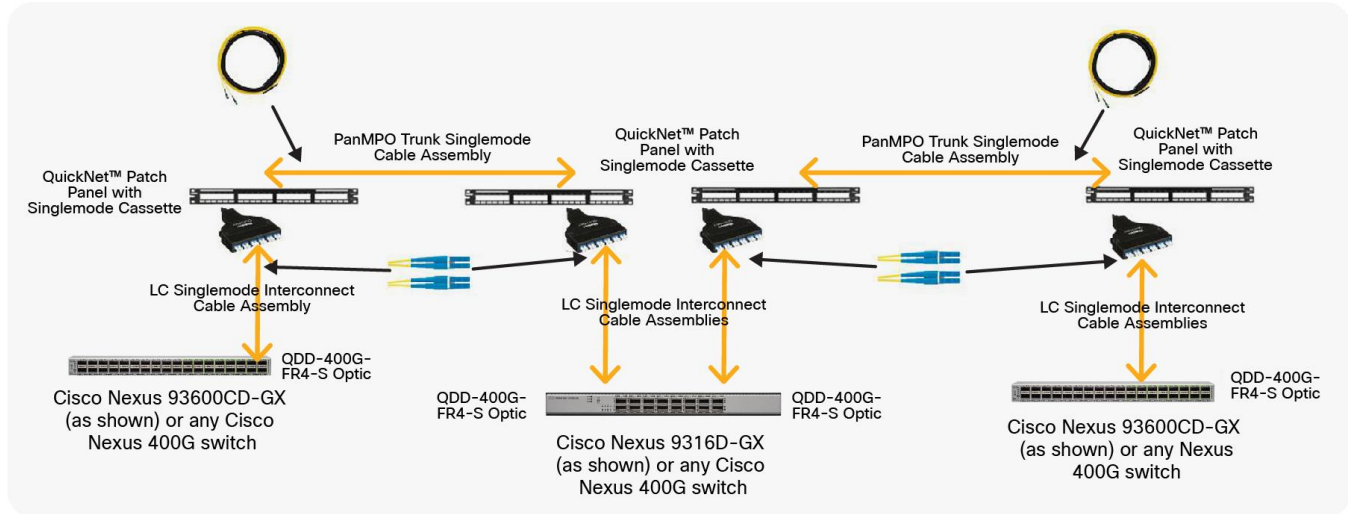 PanMPO Trunk Singlemode
Cable Assembly
QuickNet™ Patch
Panel with
Singlemode Cassette
PanMPO Trunk Singlemode
Cable Assembly
QuickNet™ Patch
Panel with
Singlemode Cassette
QuickNet™ Patch
Panel with
Singlemode Cassette
LC Singlemode Interconnect
Cable Assembly
LC Singlemode Interconnect
Cable Assemblies
LC Singlemode Interconnect
Cable Assemblies
QDD-400G-
FR4-S Optic
Cisco Nexus 93600CD-GX
(as shown) or any Cisco
Nexus 400G switch
QDD-400G-
FR4-S Optic
QDD-400G-
FR4-S Optic
Cisco Nexus 9316D-GX
(as shown) or any Cisco
Nexus 400G switch
QDD-400G-
FR4-S Optic
Cisco Nexus 93600CD-GX
(as shown) or any Nexus
400G switch